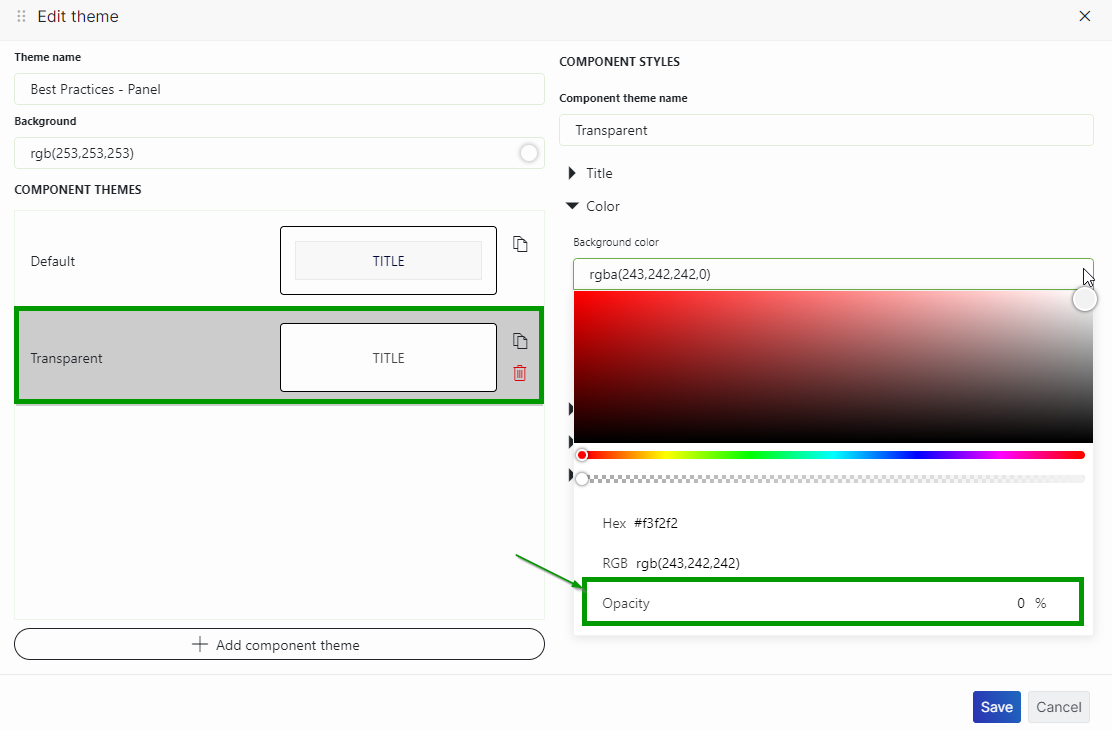 Edit theme
Theme name
Best Practices - Panel
Background
rgb(253,253,253)
COMPONENT THEMES
Default
TITLE
Transparent
TITLE
Add component theme
COMPONENT STYLES
Component theme name
Transparent
Title
Color
Background color
rgba(243,242,242,0)
Hex #f3f2f2
RGB rgb(243,242,242)
Opacity 0 %
Save Cancel